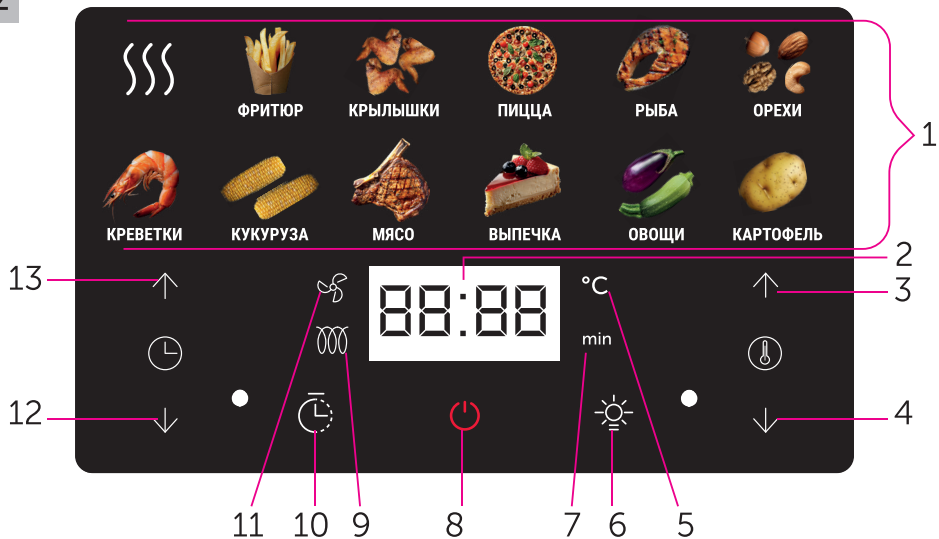 2
ФРИТЮР КРЫЛЫШКИ ПИЦЦА РЫБА ОРЕХИ
1
КРЕВЕТКИ КУКУРУЗА МЯСО ВЫПЕЧКА ОВОЩИ КАРТОФЕЛЬ
2
13 88:88 °C 3
min
12 4
11 10 9 8 7 6 5